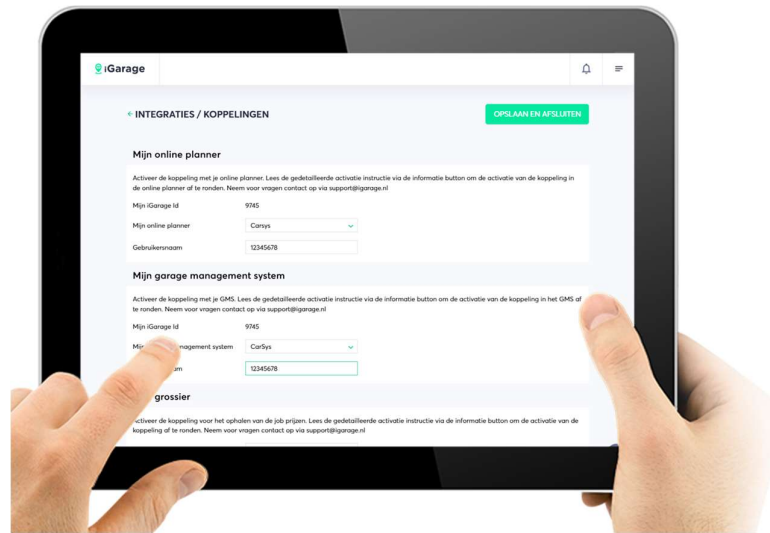 iGarage
← INTEGRATIES / KOPPELINGEN
OPSLAAN EN AFSLUITEN
Mijn online planner
Activeer de koppeling met je online planner. Lees de gedetailleerde activatie instructie via de informatie button om de activatie van de koppeling in
de online planner af te ronden. Neem voor vragen contact op via support@igarage.nl
Mijn iGarage Id 9745
Mijn online planner Carsys
Gebruikersnaam 12345678
Mijn garage management system
Activeer de koppeling met je GMS. Lees de gedetailleerde activatie instructie via de informatie button om de activatie van de koppeling in het GMS af
te ronden. Neem voor vragen contact op via support@igarage.nl
Mijn iGarage Id 9745
management system CarSys
12345678
grossier
Activeer de koppeling voor het ophalen van de job prijzen. Lees de gedetailleerde activatie instructie via de informatie button om de activatie van de
koppeling af te ronden. Neem voor vragen contact op via support@igarage.nl